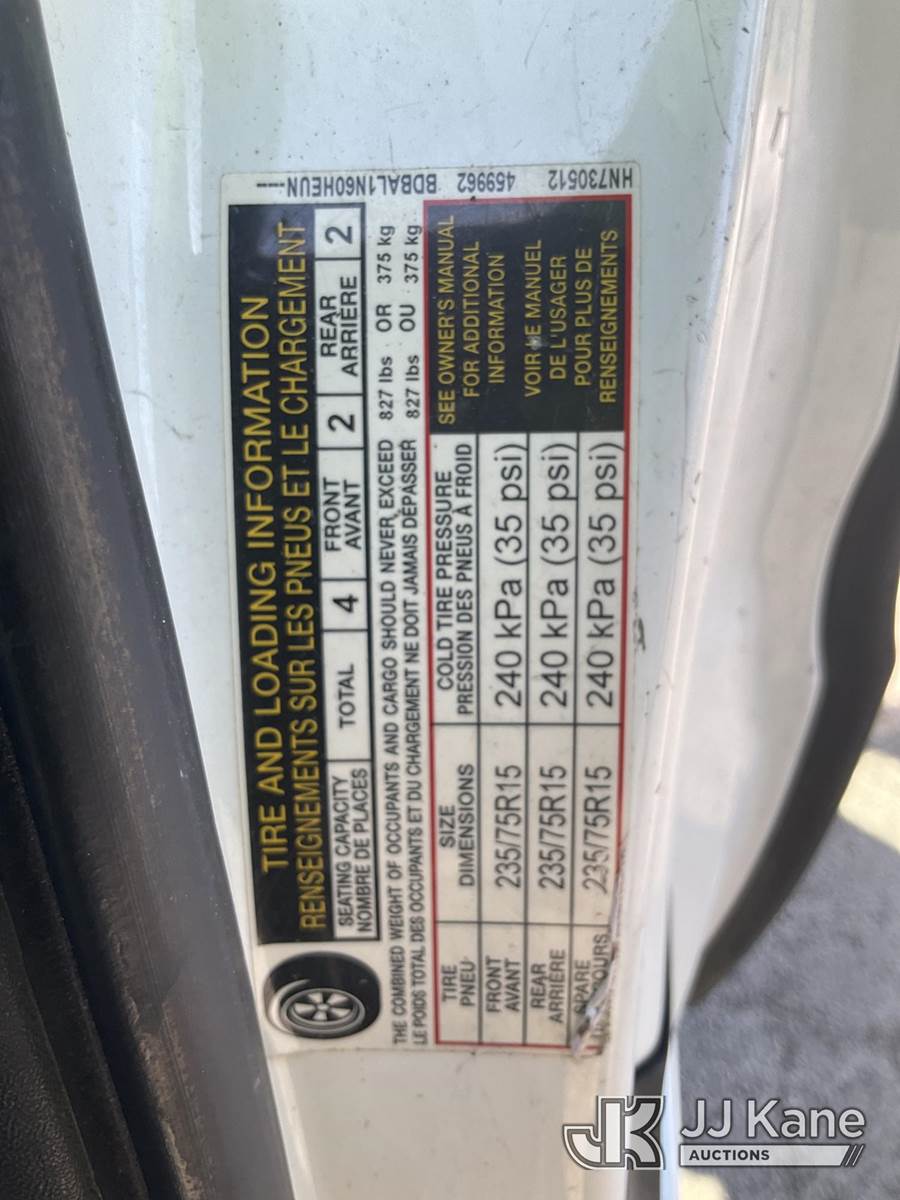 TIRE AND LOADING INFORMATION
RENSEIGNEMENTS SUR LES PNEUS ET LE CHARGEMENT
SEATING CAPACITY
NOMBRE DE PLACES
TOTAL 4
FRONT
AVANT
2
REAR
ARRIÈRE
2
THE COMBINED WEIGHT OF OCCUPANTS AND CARGO SHOULD NEVER EXCEED 827 lbs OR 375 kg
LE POIDS TOTAL DES OCCUPANTS ET DU CHARGEMENT NE DOIT JAMAIS DÉPASSER 827 lbs OU 375 kg
TIRE
PNEU
SIZE
DIMENSIONS
COLD TIRE PRESSURE
PRESSION DES PNEUS À FROID
FRONT
AVANT
235/75R15
240 kPa (35 psi)
REAR
ARRIÈRE
235/75R15
240 kPa (35 psi)
SPARE
235/75R15
240 kPa (35 psi)
SEE OWNER'S MANUAL
FOR ADDITIONAL
INFORMATION
VOIR LE MANUEL
DE L'USAGER
POUR PLUS DE
RENSEIGNEMENTS
HN730512 459962 BDBAL1N60HEUN---
JJK
JJ Kane
AUCTIONS